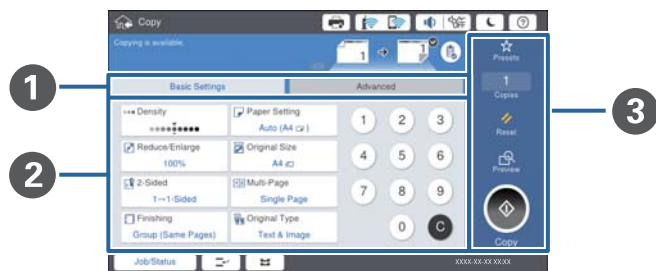 Copy
OFF
Copying is available.
1
1
Basic Settings
Advanced
Density
Paper Setting
Auto (A4)
Reduce/Enlarge
100%
Original Size
A4
2-Sided
1→1-Sided
Multi-Page
Single Page
Finishing
Group (Same Pages)
Original Type
Text & Image
1 2 3
4 5 6
7 8 9
0 C
Presets
1
Copies
Reset
Preview
Copy
Job/Status
XXXX-XX-XX XX:XX
1
2
3